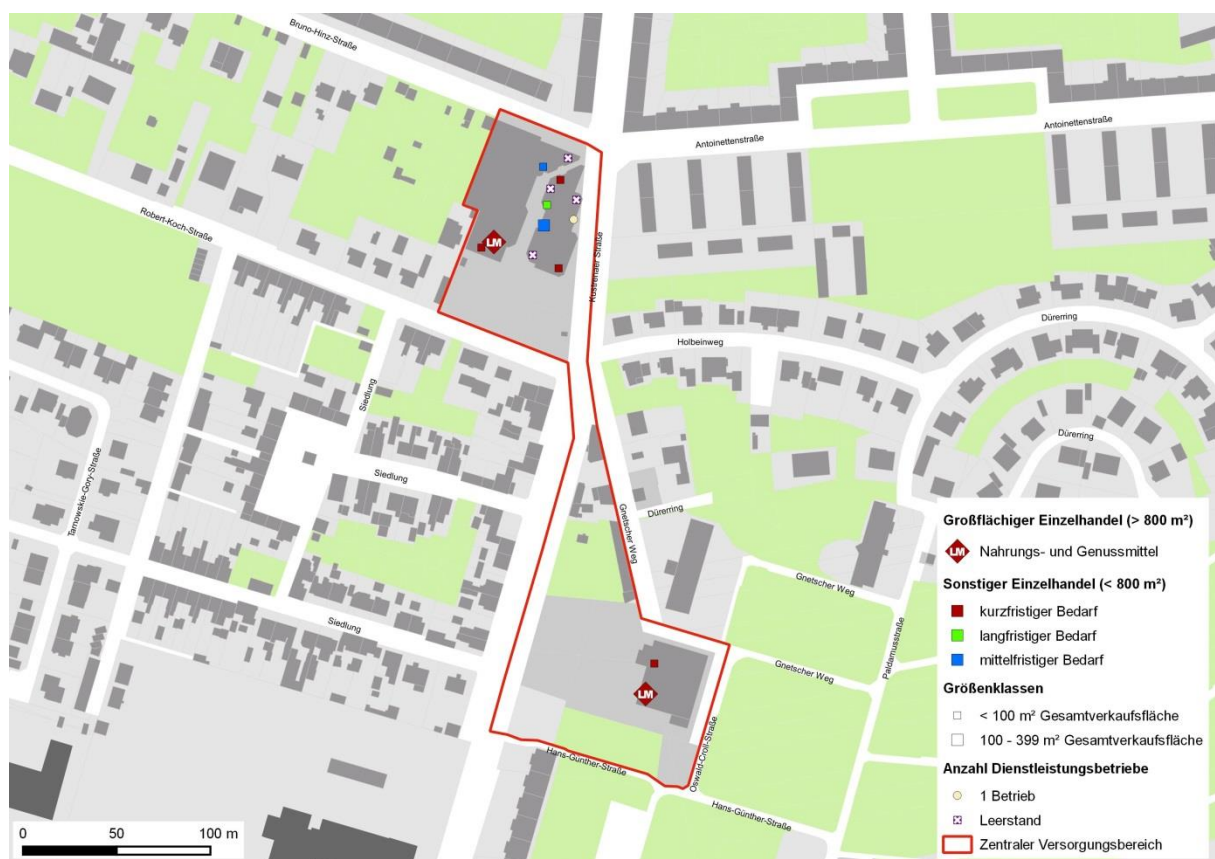 Bruno-Hinz-Straße
Antoinettenstraße
Antoinettenstraße
Robert-Koch-Straße
LM
Küstrenaer Straße
Holbeinweg
Dürerring
Siedlung
Dürerring
Tarnowskie-Gory-Straße
Siedlung
Gnetscher Weg
Dürerring
Gnetscher Weg
Siedlung
Paldamusstraße
Gnetscher Weg
LM
Oswald-Croll-Straße
Hans-Günther-Straße
Hans-Günther-Straße
Großflächiger Einzelhandel (> 800 m²)
LM Nahrungs- und Genussmittel
Sonstiger Einzelhandel (< 800 m²)
kurzfristiger Bedarf
langfristiger Bedarf
mittelfristiger Bedarf
Größenklassen
< 100 m² Gesamtverkaufsfläche
100 - 399 m² Gesamtverkaufsfläche
Anzahl Dienstleistungsbetriebe
1 Betrieb
Leerstand
Zentraler Versorgungsbereich
0 50 100 m